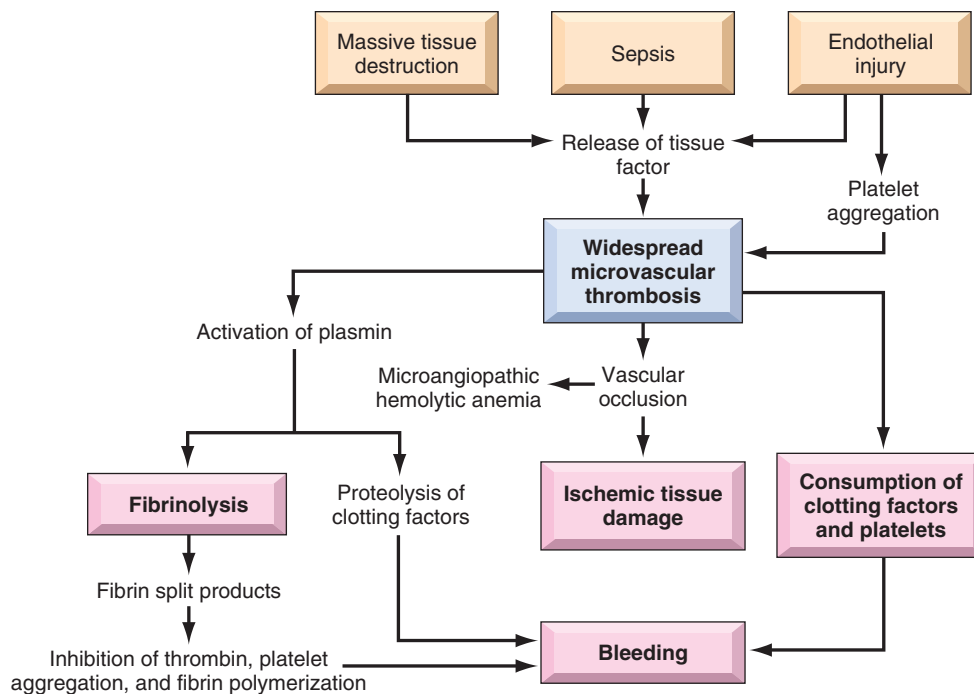 Massive tissue
destruction
Sepsis
Endothelial
injury
Release of tissue
factor
Platelet
aggregation
Widespread
microvascular
thrombosis
Activation of plasmin
Microangiopathic
hemolytic anemia
Vascular
occlusion
Fibrinolysis
Proteolysis of
clotting factors
Ischemic tissue
damage
Consumption of
clotting factors
and platelets
Fibrin split products
Inhibition of thrombin, platelet
aggregation, and fibrin polymerization
Bleeding